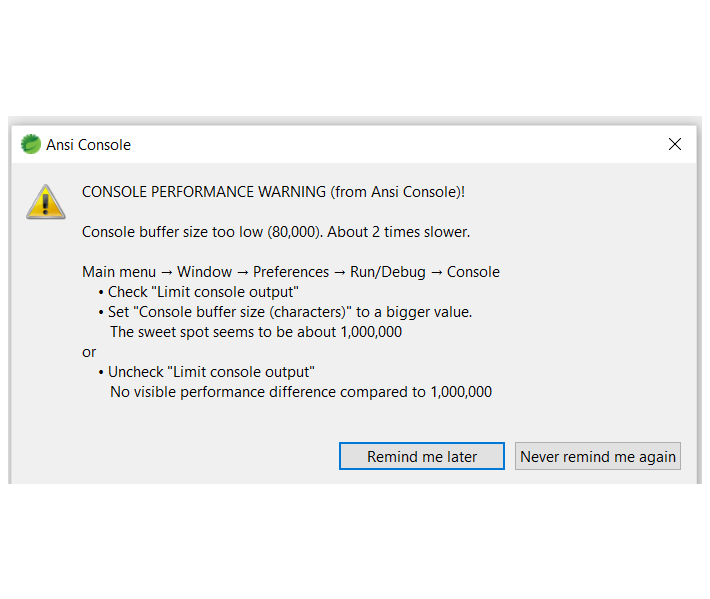 Ansi Console
CONSOLE PERFORMANCE WARNING (from Ansi Console)!
Console buffer size too low (80,000). About 2 times slower.
Main menu → Window → Preferences → Run/Debug → Console
• Check "Limit console output"
• Set "Console buffer size (characters)" to a bigger value.
The sweet spot seems to be about 1,000,000
or
• Uncheck "Limit console output"
No visible performance difference compared to 1,000,000
Remind me later
Never remind me again